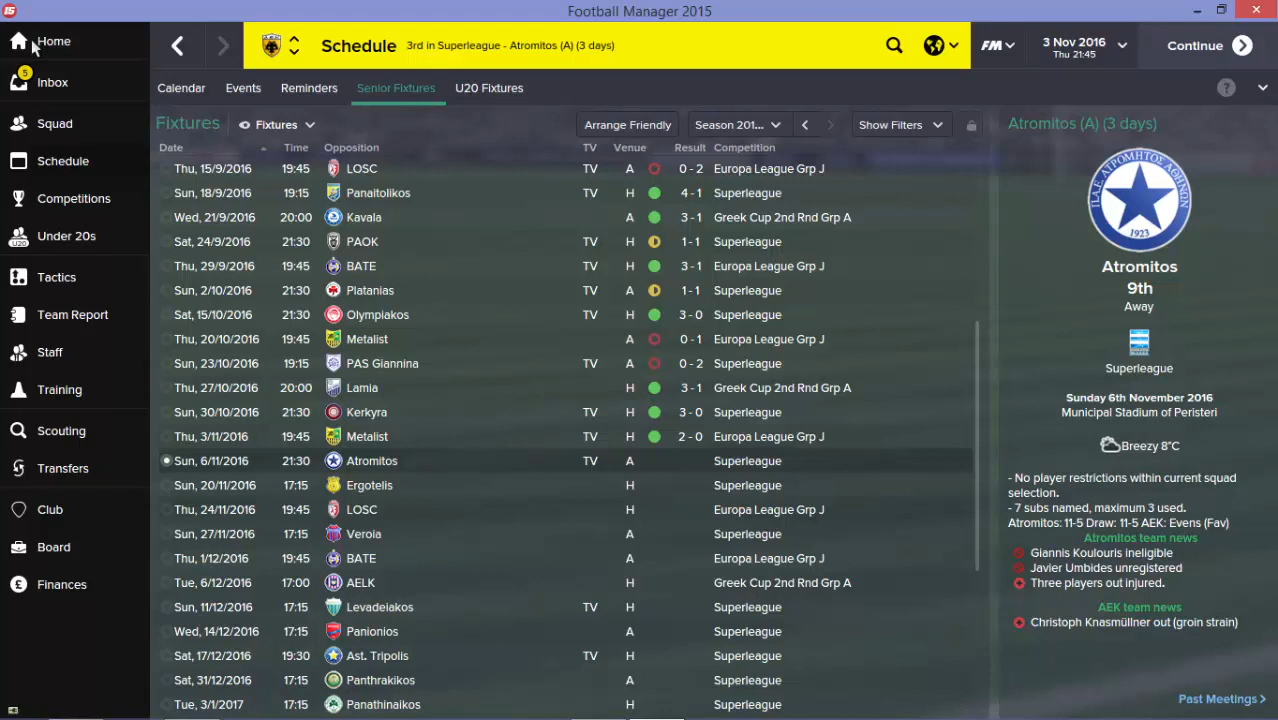 15 Football Manager 2015
Home
5
Inbox
Squad
Schedule
Competitions
U20 Under 20s
Tactics
Team Report
Staff
Training
Scouting
Transfers
Club
Board
£ Finances
Schedule 3rd in Superleague - Atromitos (A) (3 days)
FM
3 Nov 2016
Thu 21:45
Continue
Calendar Events Reminders Senior Fixtures U20 Fixtures ?
Fixtures Fixtures Arrange Friendly Season 201... Show Filters
Date Time Opposition TV Venue Result Competition
Thu, 15/9/2016 19:45 LOSC TV A 0 - 2 Europa League Grp J
Sun, 18/9/2016 19:15 Panaitolikos TV H 4 - 1 Superleague
Wed, 21/9/2016 20:00 Kavala A 3 - 1 Greek Cup 2nd Rnd Grp A
Sat, 24/9/2016 21:30 PAOK TV H 1 - 1 Superleague
Thu, 29/9/2016 19:45 BATE TV H 3 - 1 Europa League Grp J
Sun, 2/10/2016 21:30 Platanias TV A 1 - 1 Superleague
Sat, 15/10/2016 21:30 Olympiakos TV H 3 - 0 Superleague
Thu, 20/10/2016 19:45 Metalist A 0 - 1 Europa League Grp J
Sun, 23/10/2016 19:15 PAS Giannina TV A 0 - 2 Superleague
Thu, 27/10/2016 20:00 Lamia H 3 - 1 Greek Cup 2nd Rnd Grp A
Sun, 30/10/2016 21:30 Kerkyra TV H 3 - 0 Superleague
Thu, 3/11/2016 19:45 Metalist TV H 2 - 0 Europa League Grp J
Sun, 6/11/2016 21:30 Atromitos TV A Superleague
Sun, 20/11/2016 17:15 Ergotelis H Superleague
Thu, 24/11/2016 19:45 LOSC H Europa League Grp J
Sun, 27/11/2016 17:15 Veroia A Superleague
Thu, 1/12/2016 19:45 BATE A Europa League Grp J
Tue, 6/12/2016 17:00 AELK H Greek Cup 2nd Rnd Grp A
Sun, 11/12/2016 17:15 Levadeiakos TV H Superleague
Wed, 14/12/2016 17:15 Panionios A Superleague
Sat, 17/12/2016 19:30 Ast. Tripolis TV H Superleague
Sat, 31/12/2016 17:15 Panthrakikos A Superleague
Tue, 3/1/2017 17:15 Panathinaikos H Superleague
Atromitos (A) (3 days)
Π.Α.Ε. ΑΤΡΟΜΗΤΟΣ ΑΘΗΝΩΝ
1923
Atromitos
9th
Away
Superleague
Sunday 6th November 2016
Municipal Stadium of Peristeri
Breezy 8°C
- No player restrictions within current squad
selection.
- 7 subs named, maximum 3 used.
Atromitos: 11-5 Draw: 11-5 AEK: Evens (Fav)
Atromitos team news
Giannis Koulouris ineligible
Javier Umbides unregistered
Three players out injured.
AEK team news
Christoph Knasmüllner out (groin strain)
Past Meetings >